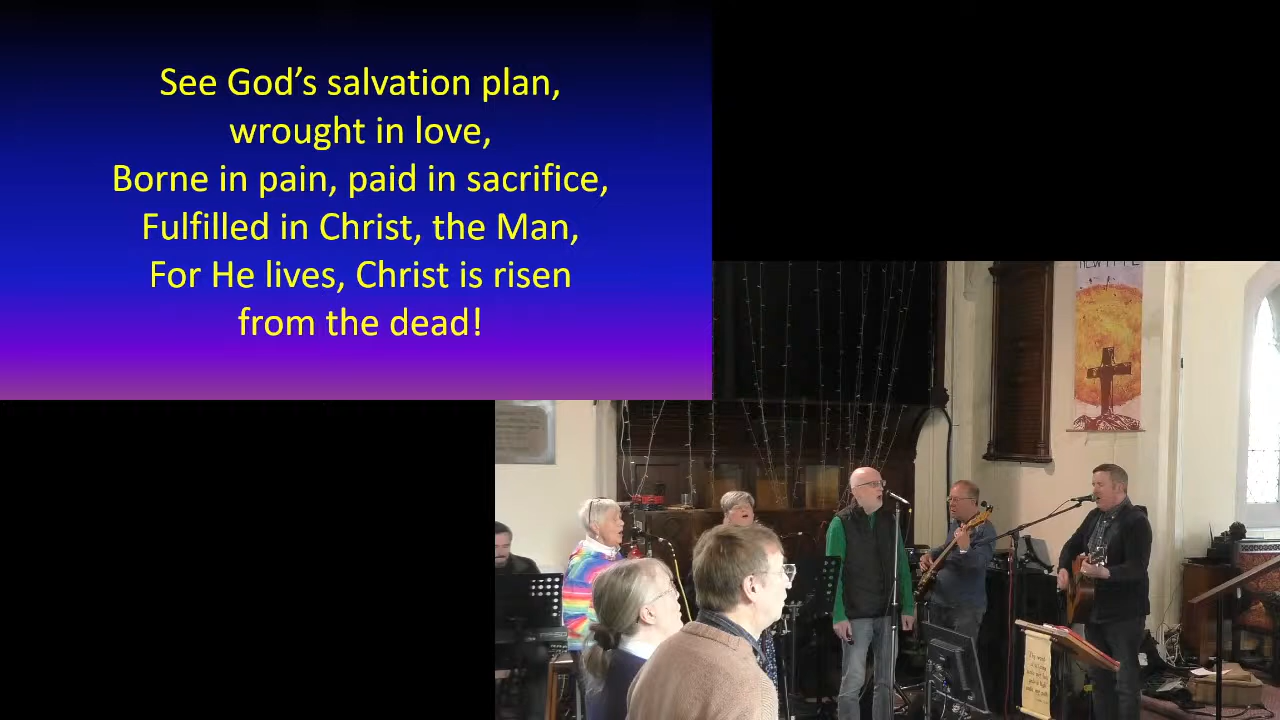 See God’s salvation plan,
wrought in love,
Borne in pain, paid in sacrifice,
Fulfilled in Christ, the Man,
For He lives, Christ is risen
from the dead!